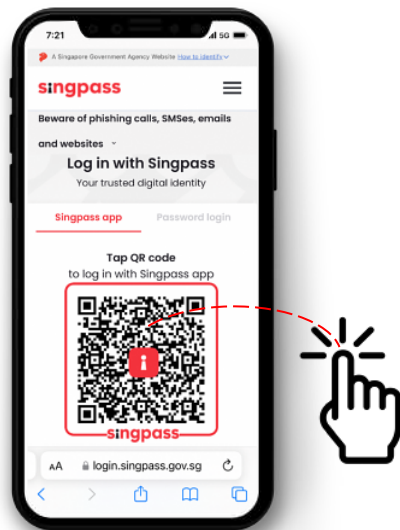 7:21
5G
A Singapore Government Agency Website How to identify
singpass
Beware of phishing calls, SMSes, emails
and websites
Log in with Singpass
Your trusted digital identity
Singpass app Password login
Tap QR code
to log in with Singpass app
singpass
AA login.singpass.gov.sg